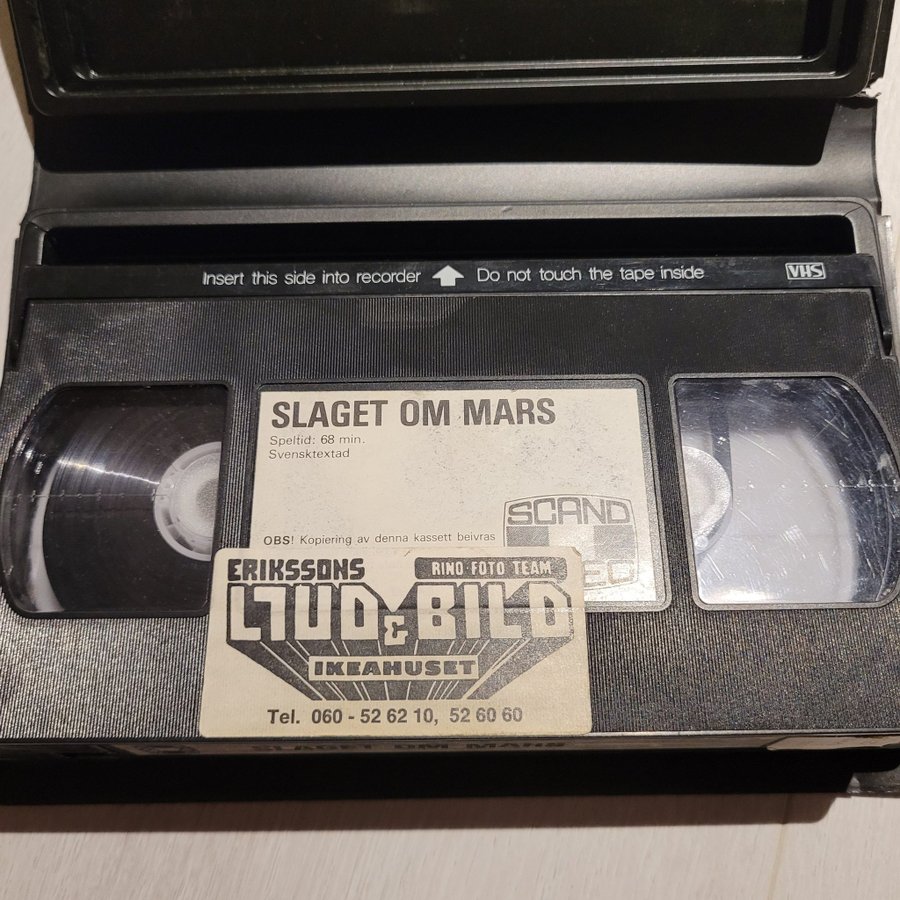 Insert this side into recorder Do not touch the tape inside VHS
SLAGET OM MARS
Speltid: 68 min.
Svensktextad
SCAND
OBS! Kopiering av denna kassett beivras
ERIKSSONS RINO FOTO TEAM
LJUD & BILD
IKEAHUSET
Tel. 060 - 52 62 10, 52 60 60
SLAGET OM MARS